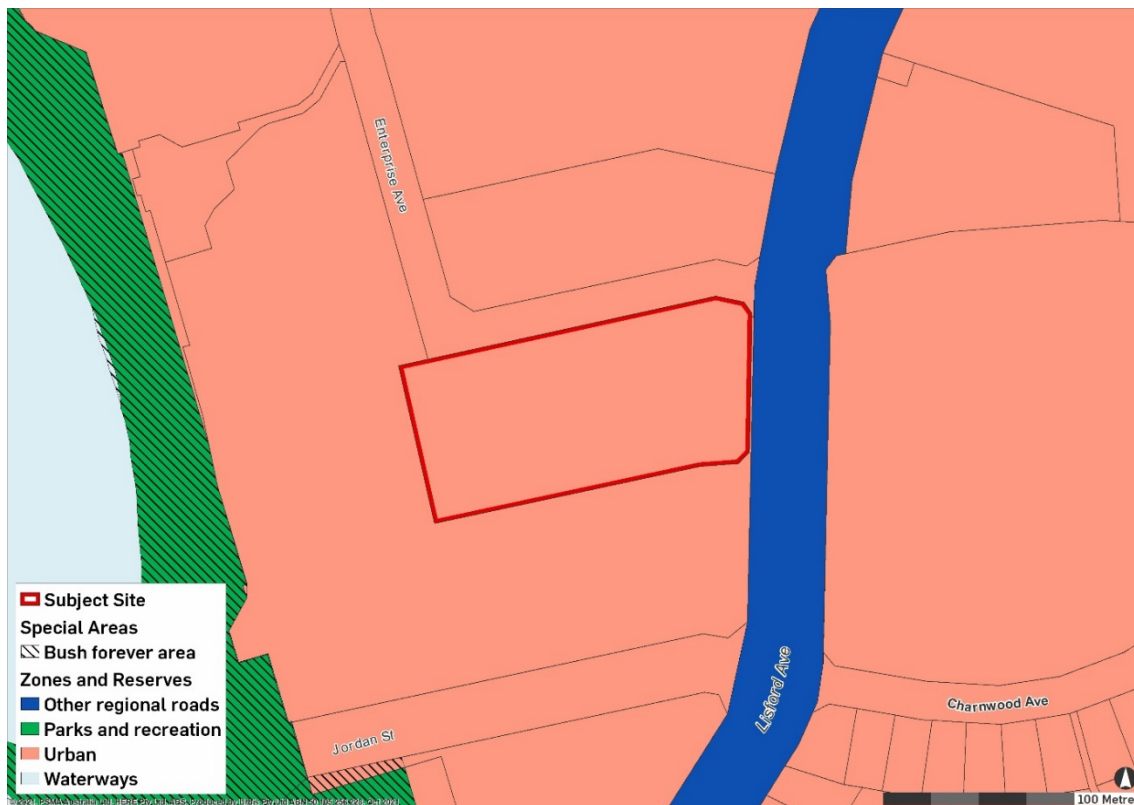 Enterprise Ave
Lisford Ave
Charnwood Ave
Jordan St
Subject Site
Special Areas
Bush forever area
Zones and Reserves
Other regional roads
Parks and recreation
Urban
Waterways
100 Metre